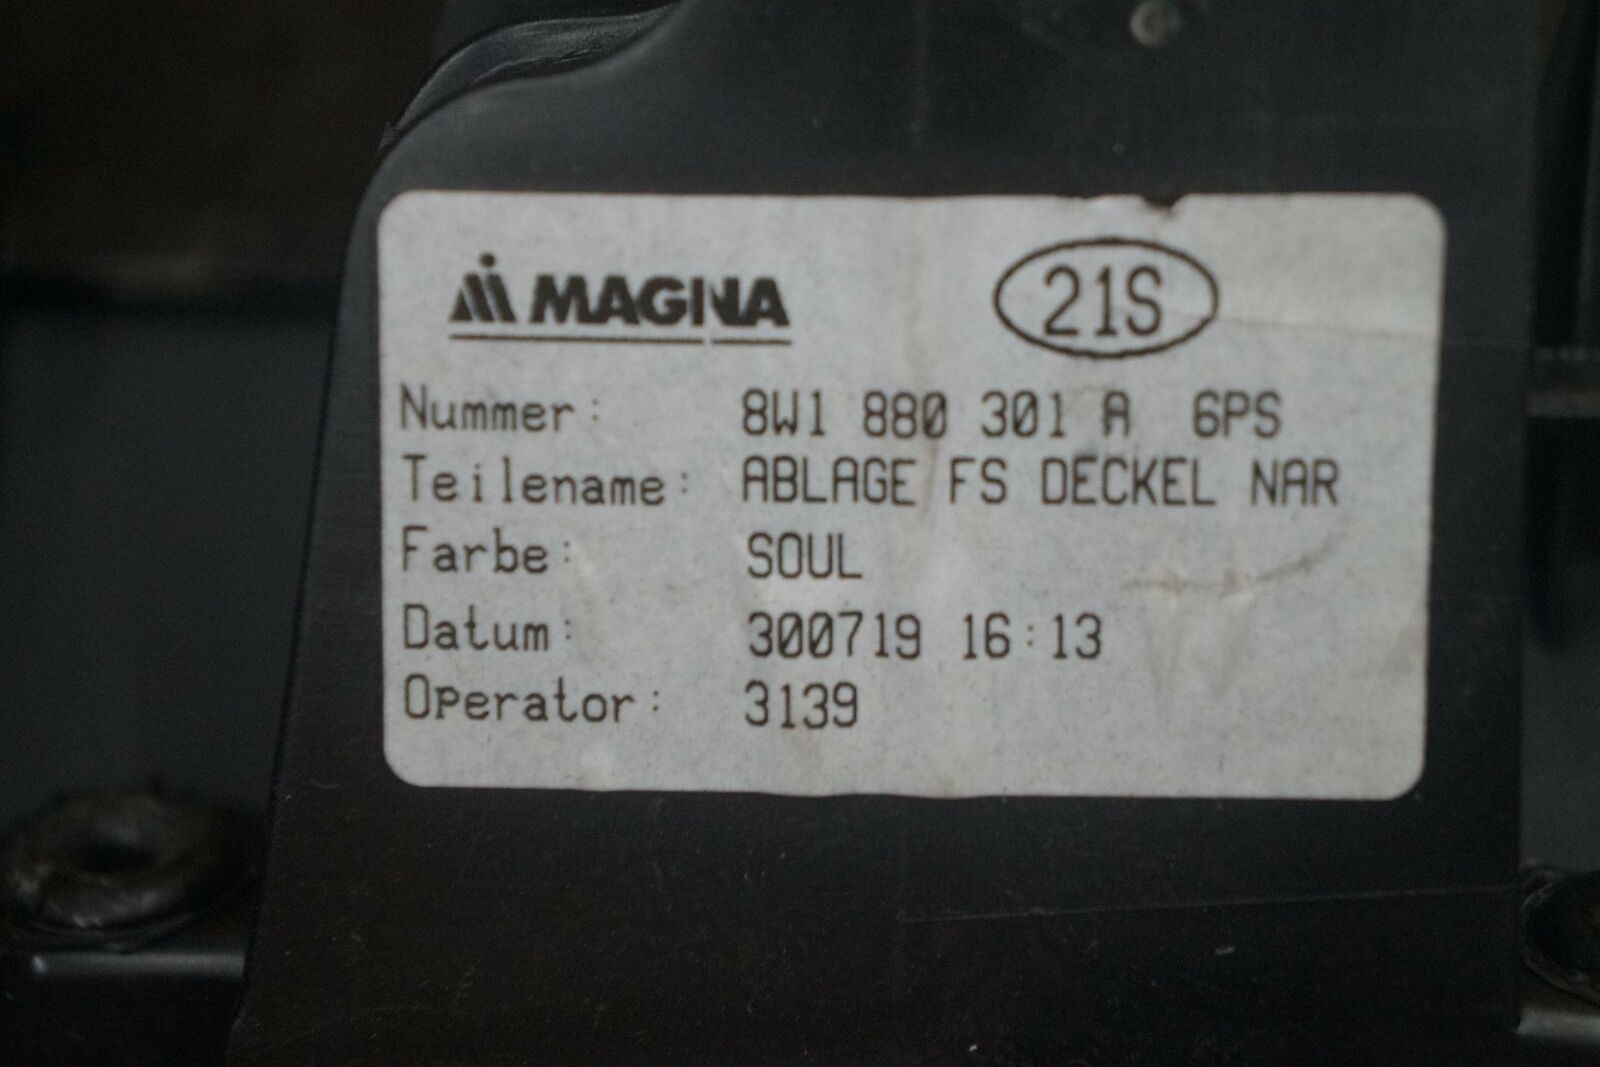 MAGNA
21S
Nummer: 8W1 880 301 A 6PS
Teilename: ABLAGE FS DECKEL NAR
Farbe: SOUL
Datum: 300719 16:13
Operator: 3139